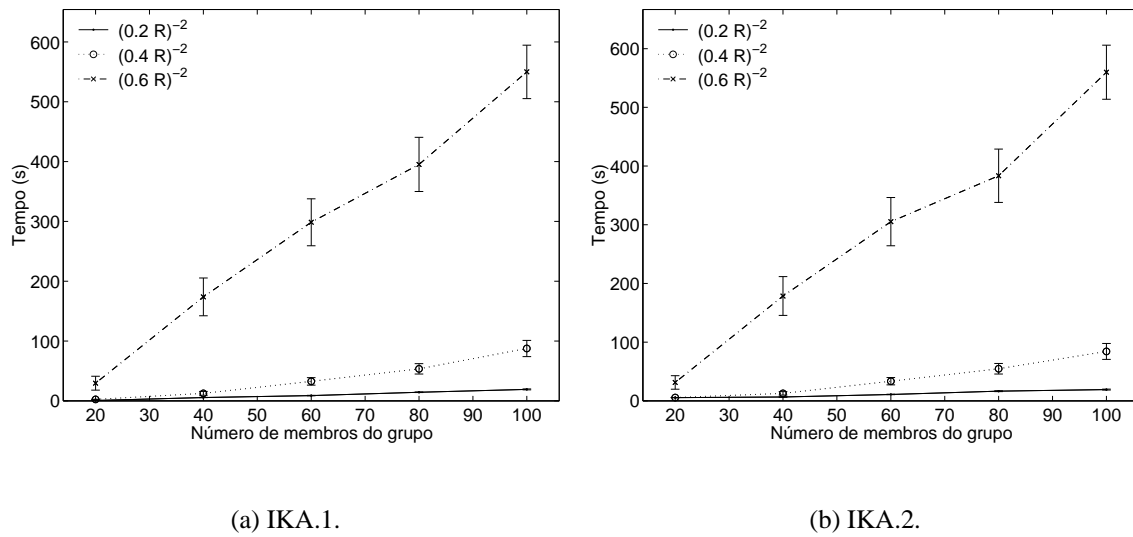 (0.2 R)⁻²
(0.4 R)⁻²
(0.6 R)⁻²
600
500
400
300
200
100
0
Tempo (s)
20 30 40 50 60 70 80 90 100
Número de membros do grupo
(a) IKA.1.
(0.2 R)⁻²
(0.4 R)⁻²
(0.6 R)⁻²
600
500
400
300
200
100
0
Tempo (s)
20 30 40 50 60 70 80 90 100
Número de membros do grupo
(b) IKA.2.